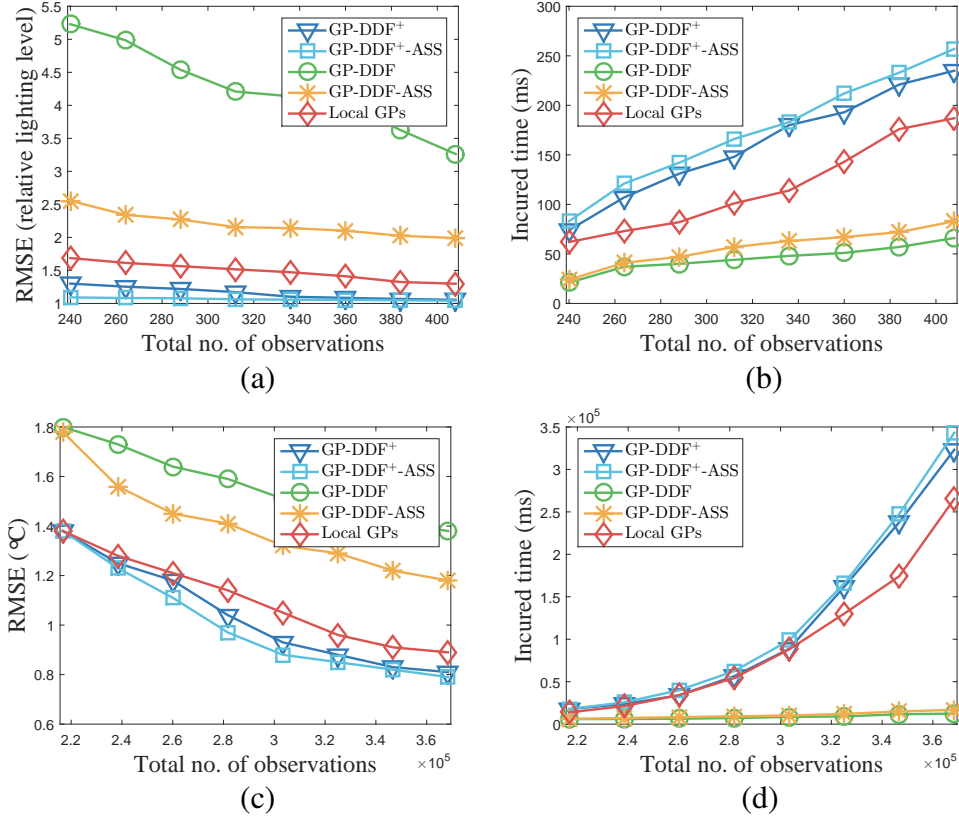 RMSE (relative lighting level)
5.5
5
4.5
4
3.5
3
2.5
2
1.5
1
GP-DDF⁺
GP-DDF⁺-ASS
GP-DDF
GP-DDF-ASS
Local GPs
240 260 280 300 320 340 360 380 400
Total no. of observations
(a)
Incured time (ms)
300
250
200
150
100
50
0
GP-DDF⁺
GP-DDF⁺-ASS
GP-DDF
GP-DDF-ASS
Local GPs
240 260 280 300 320 340 360 380 400
Total no. of observations
(b)
RMSE (°C)
1.8
1.6
1.4
1.2
1
0.8
0.6
GP-DDF⁺
GP-DDF⁺-ASS
GP-DDF
GP-DDF-ASS
Local GPs
2.2 2.4 2.6 2.8 3 3.2 3.4 3.6
Total no. of observations ×10⁵
(c)
Incured time (ms)
×10⁵
3.5
3
2.5
2
1.5
1
0.5
0
GP-DDF⁺
GP-DDF⁺-ASS
GP-DDF
GP-DDF-ASS
Local GPs
2.2 2.4 2.6 2.8 3 3.2 3.4 3.6
Total no. of observations ×10⁵
(d)